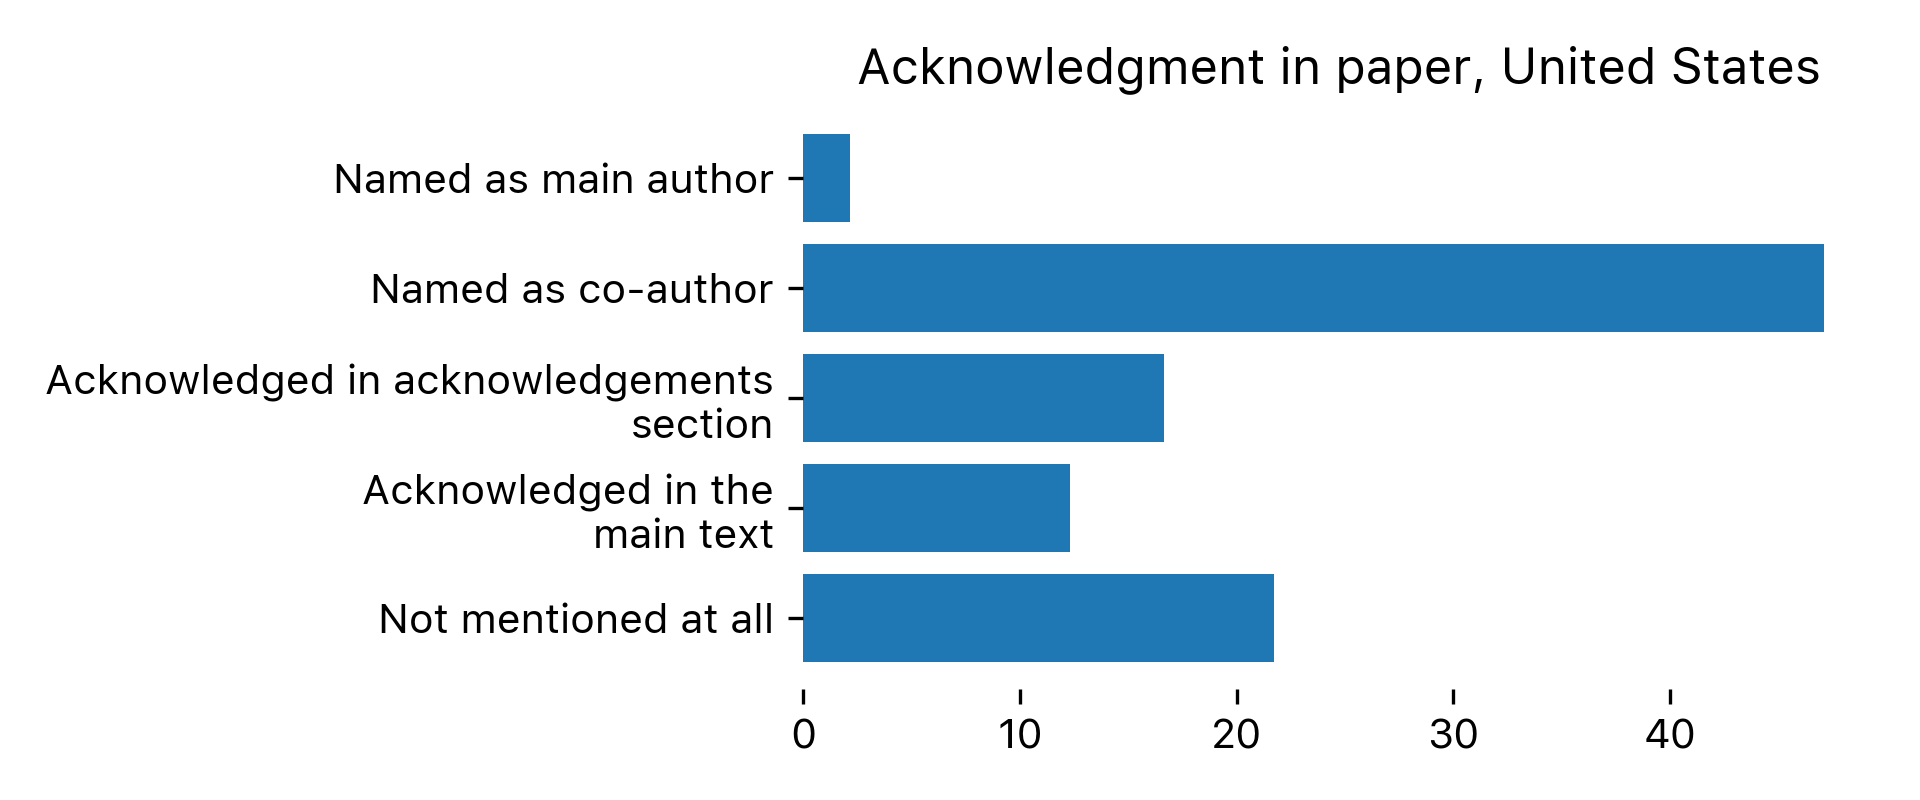 Acknowledgment in paper, United States
Named as main author
Named as co-author
Acknowledged in acknowledgements
section
Acknowledged in the
main text
Not mentioned at all
0 10 20 30 40